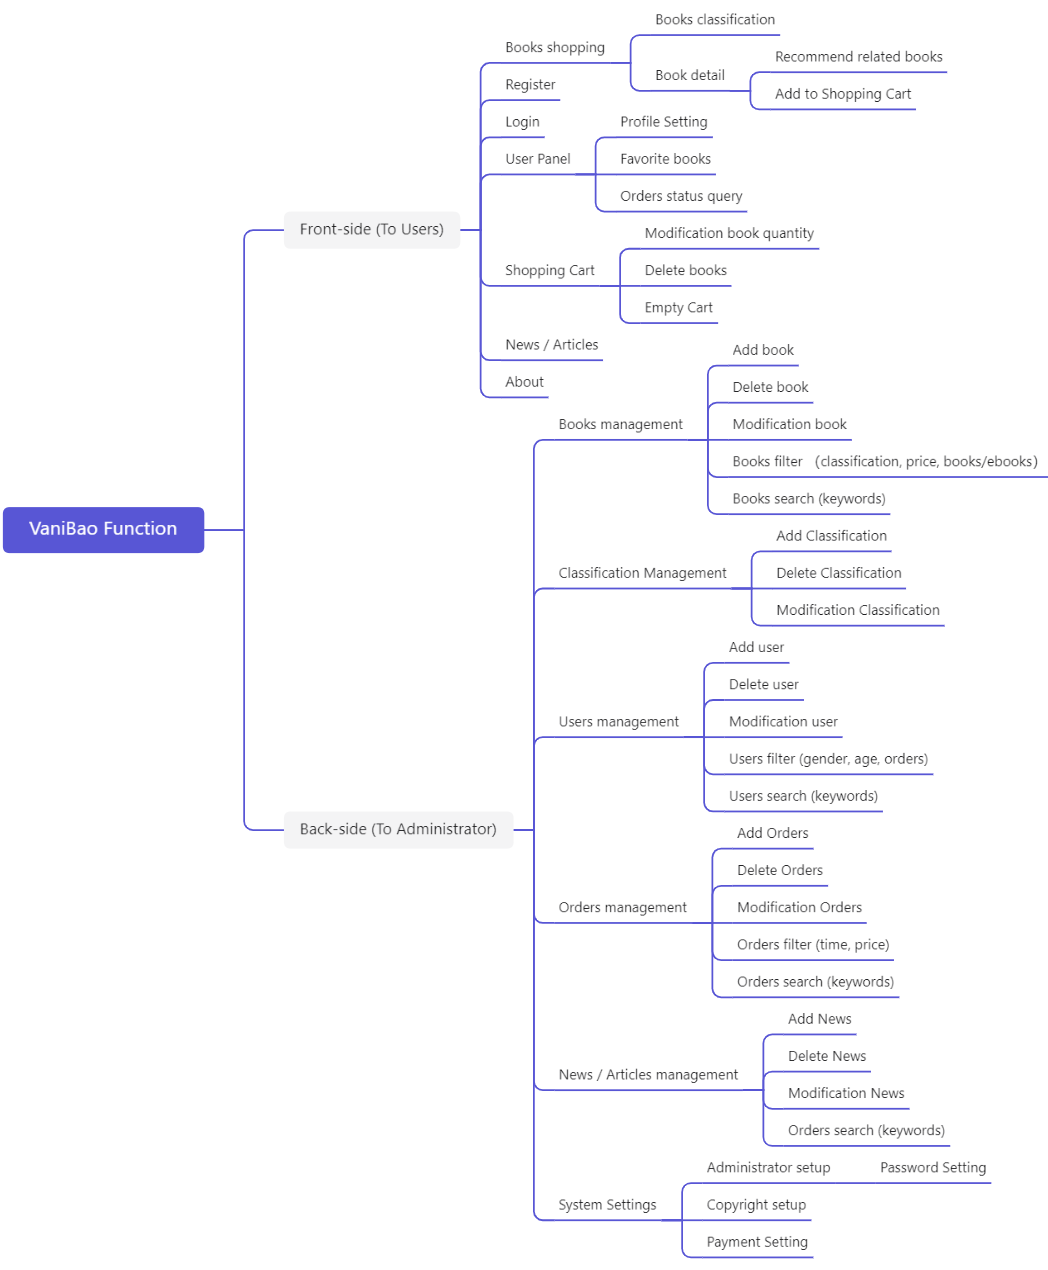 VaniBao Function
Front-side (To Users)
Books shopping
Books classification
Book detail
Recommend related books
Add to Shopping Cart
Register
Login
User Panel
Profile Setting
Favorite books
Orders status query
Shopping Cart
Modification book quantity
Delete books
Empty Cart
News / Articles
About
Back-side (To Administrator)
Books management
Add book
Delete book
Modification book
Books filter （classification, price, books/ebooks）
Books search (keywords)
Classification Management
Add Classification
Delete Classification
Modification Classification
Users management
Add user
Delete user
Modification user
Users filter (gender, age, orders)
Users search (keywords)
Orders management
Add Orders
Delete Orders
Modification Orders
Orders filter (time, price)
Orders search (keywords)
News / Articles management
Add News
Delete News
Modification News
Orders search (keywords)
System Settings
Administrator setup
Password Setting
Copyright setup
Payment Setting